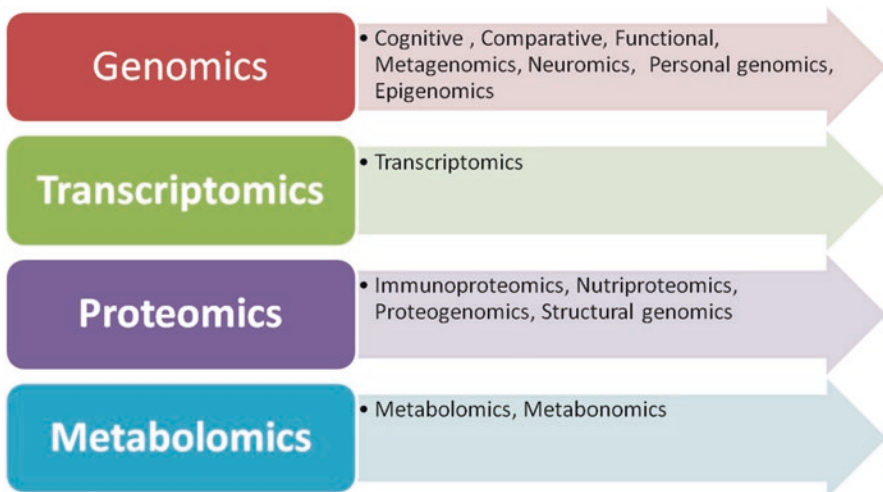 Genomics
• Cognitive , Comparative, Functional,
Metagenomics, Neuromics, Personal genomics,
Epigenomics
Transcriptomics
• Transcriptomics
Proteomics
• Immunoproteomics, Nutriproteomics,
Proteogenomics, Structural genomics
Metabolomics
• Metabolomics, Metabonomics